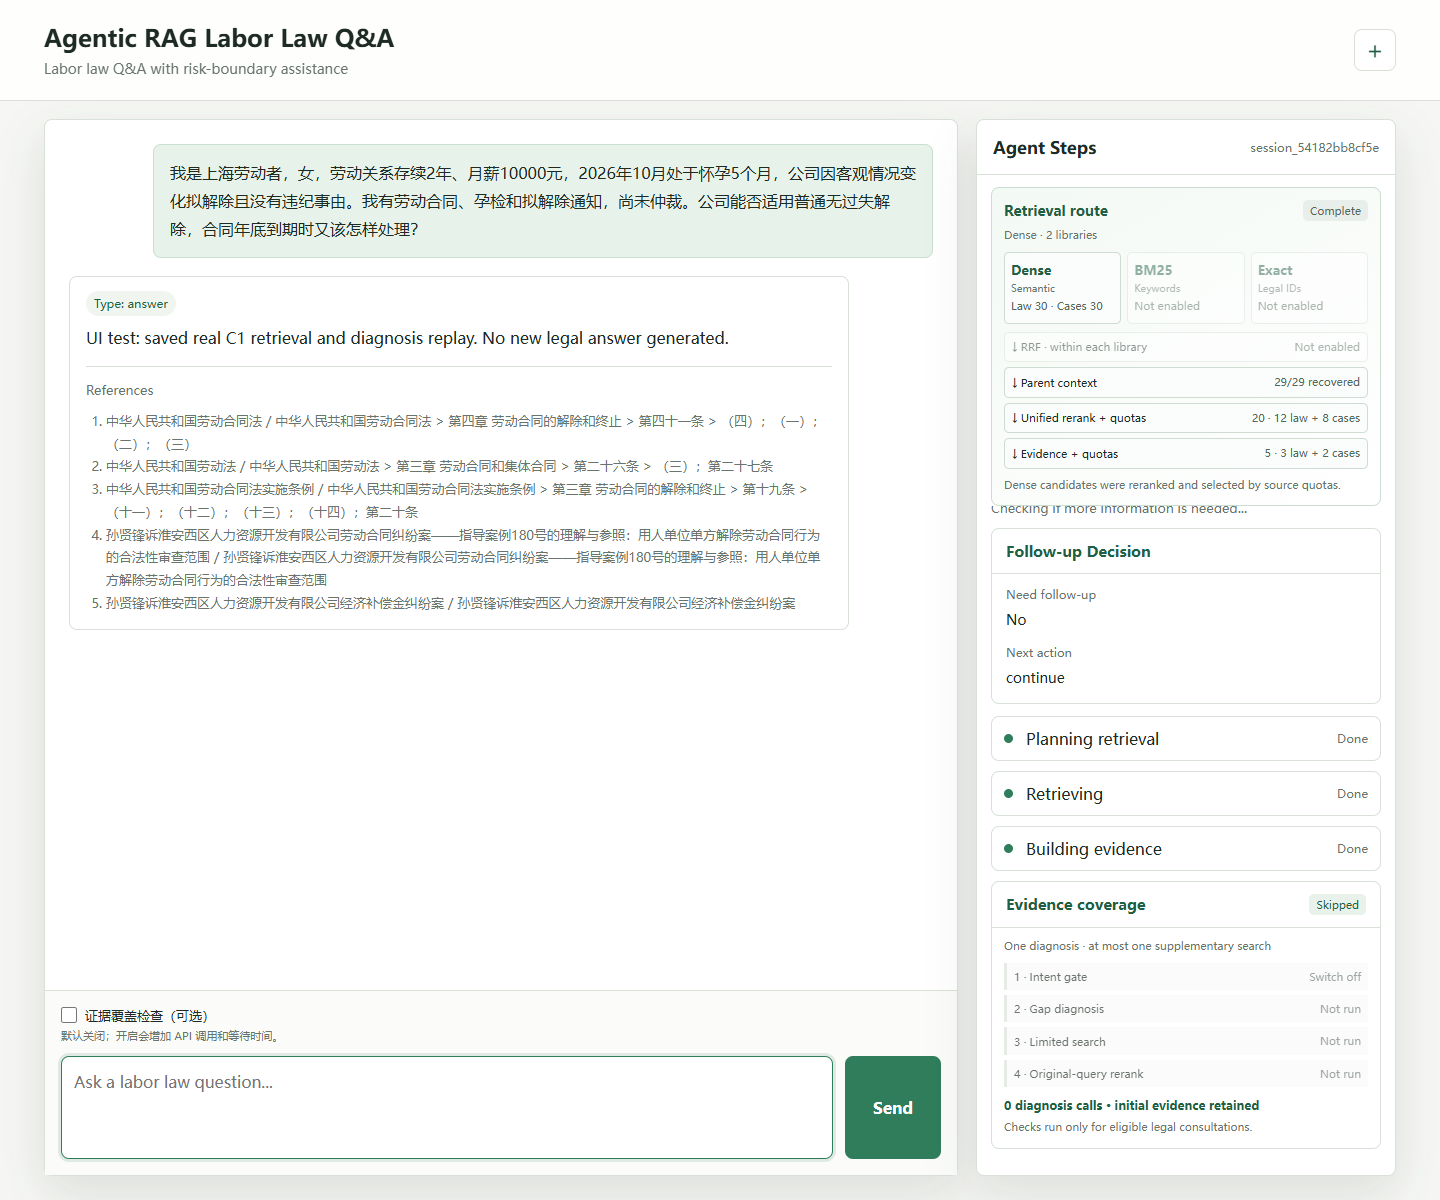 Agentic RAG Labor Law Q&A
Labor law Q&A with risk-boundary assistance
+
我是上海劳动者，女，劳动关系存续2年、月薪10000元，2026年10月处于怀孕5个月，公司因客观情况变
化拟解除且没有违纪事由。我有劳动合同、孕检和拟解除通知，尚未仲裁。公司能否适用普通无过失解
除，合同年底到期时又该怎样处理？
Type: answer
UI test: saved real C1 retrieval and diagnosis replay. No new legal answer generated.
References
1. 中华人民共和国劳动合同法 / 中华人民共和国劳动合同法 > 第四章 劳动合同的解除和终止 > 第四十一条 > （四）；（一）；
（二）；（三）
2. 中华人民共和国劳动法 / 中华人民共和国劳动法 > 第三章 劳动合同和集体合同 > 第二十六条 > （三）；第二十七条
3. 中华人民共和国劳动合同法实施条例 / 中华人民共和国劳动合同法实施条例 > 第三章 劳动合同的解除和终止 > 第十九条 >
（十一）；（十二）；（十三）；（十四）；第二十条
4. 孙贤锋诉淮安西区人力资源开发有限公司劳动合同纠纷案——指导案例180号的理解与参照：用人单位单方解除劳动合同行为
的合法性审查范围 / 孙贤锋诉淮安西区人力资源开发有限公司劳动合同纠纷案——指导案例180号的理解与参照：用人单位单
方解除劳动合同行为的合法性审查范围
5. 孙贤锋诉淮安西区人力资源开发有限公司经济补偿金纠纷案 / 孙贤锋诉淮安西区人力资源开发有限公司经济补偿金纠纷案
证据覆盖检查（可选）
默认关闭；开启会增加 API 调用和等待时间。
Ask a labor law question...
Send
Agent Steps
session_54182bb8cf5e
Retrieval route
Complete
Dense · 2 libraries
Dense
Semantic
Law 30 · Cases 30
BM25
Keywords
Not enabled
Exact
Legal IDs
Not enabled
↓ RRF · within each library Not enabled
↓ Parent context 29/29 recovered
↓ Unified rerank + quotas 20 · 12 law + 8 cases
↓ Evidence + quotas 5 · 3 law + 2 cases
Dense candidates were reranked and selected by source quotas.
Checking if more information is needed...
Follow-up Decision
Need follow-up
No
Next action
continue
Planning retrieval Done
Retrieving Done
Building evidence Done
Evidence coverage Skipped
One diagnosis · at most one supplementary search
1 · Intent gate Switch off
2 · Gap diagnosis Not run
3 · Limited search Not run
4 · Original-query rerank Not run
0 diagnosis calls • initial evidence retained
Checks run only for eligible legal consultations.